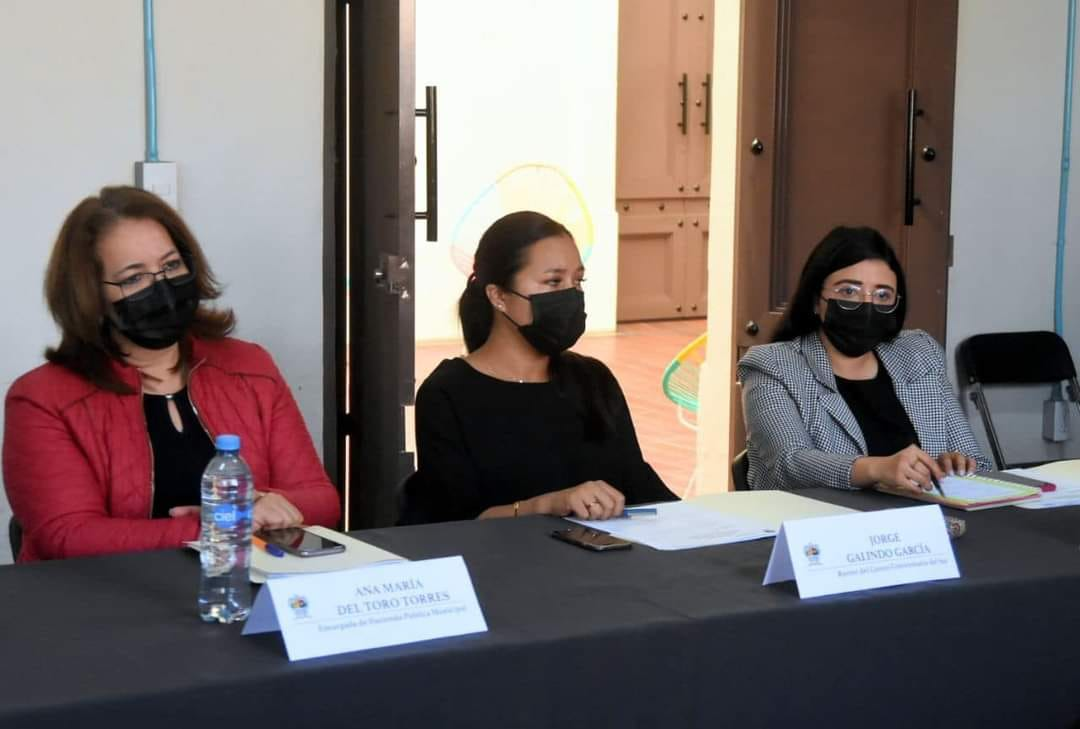 ciel
ANA MARÍA
DEL TORO TORRES
Encargada de Hacienda Pública Municipal
JORGE
GALINDO GARCÍA
Rector del Centro Universitario del Sur